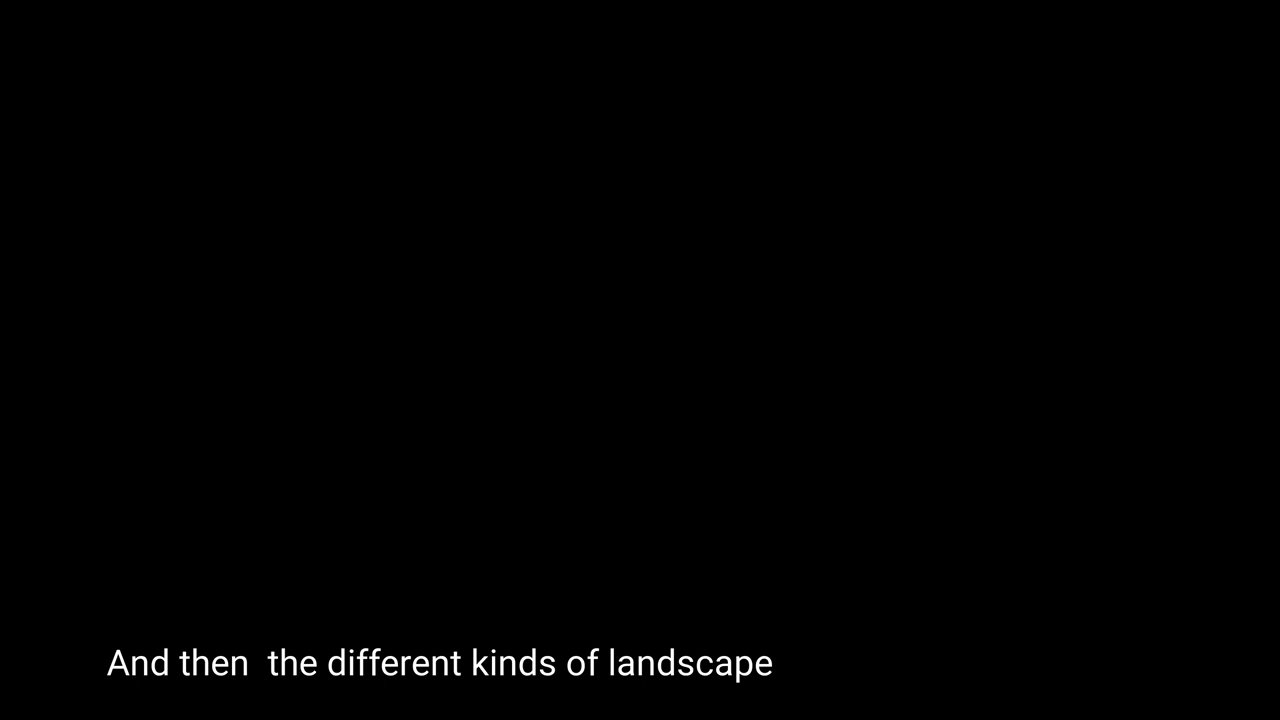 And then  the different kinds of landscape